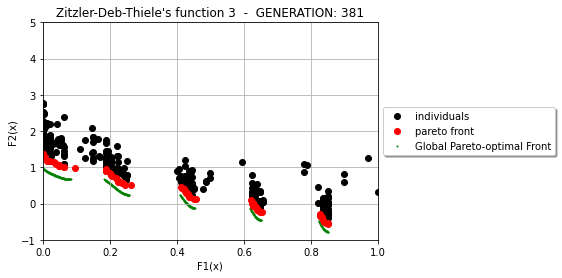 Zitzler-Deb-Thiele's function 3 - GENERATION: 381
5
4
3
2
1
0
−1
F2(x)
0.0 0.2 0.4 0.6 0.8 1.0
F1(x)
individuals
pareto front
Global Pareto-optimal Front